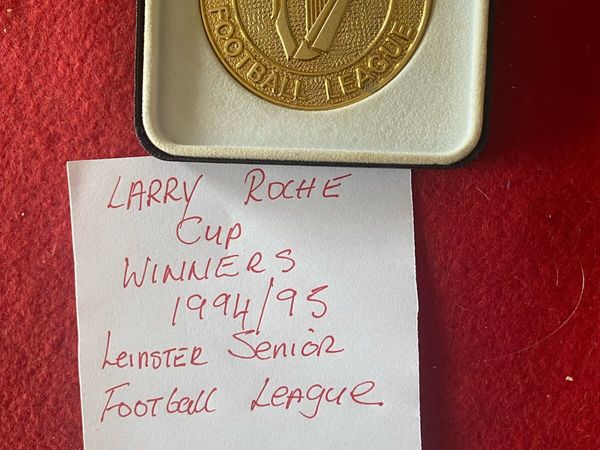 FOOTBALL LEAGUE
LARRY ROCHE
CUP
WINNERS
1994/95
Leinster Senior
Football League